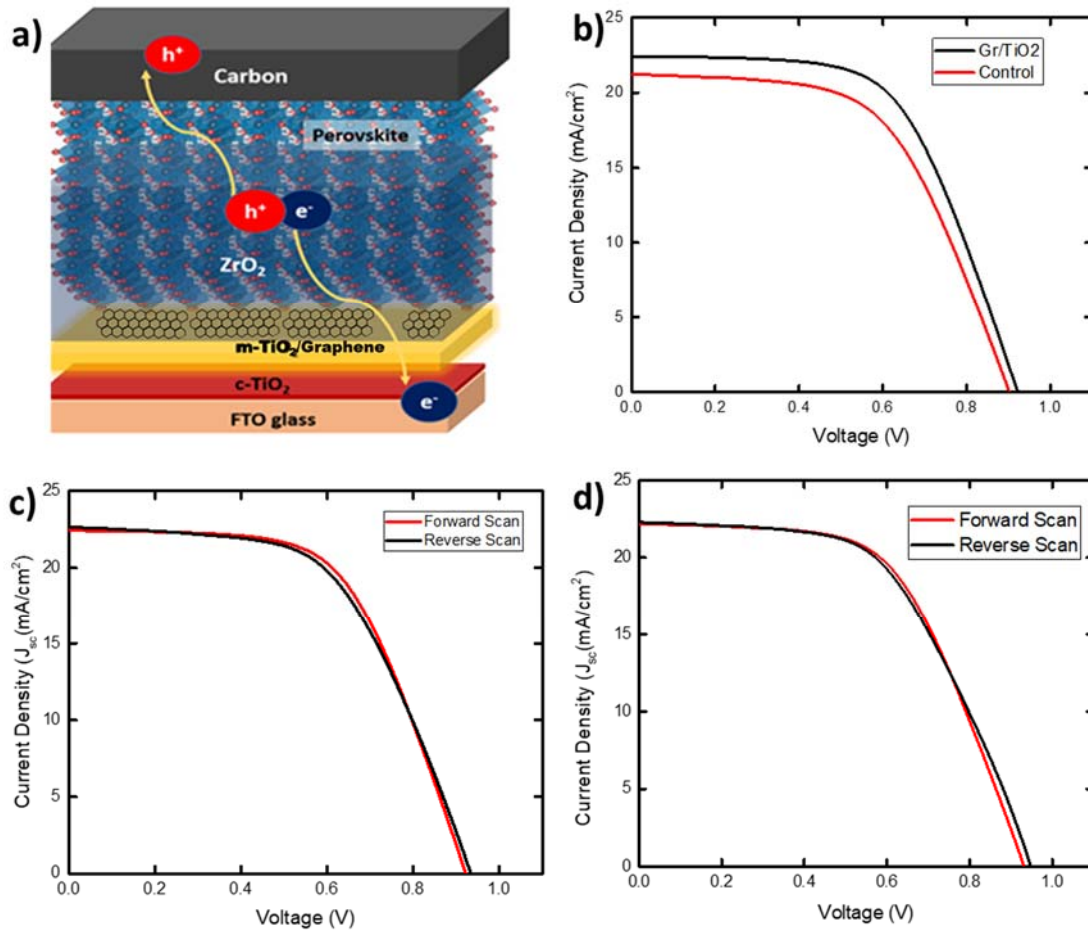 a)
h⁺
Carbon
Perovskite
h⁺ e⁻
ZrO₂
m-TiO₂/Graphene
c-TiO₂
e⁻
FTO glass
b)
Gr/TiO2
Control
25
20
15
10
5
0
0.0 0.2 0.4 0.6 0.8 1.0
Current Density (mA/cm²)
Voltage (V)
c)
Forward Scan
Reverse Scan
25
20
15
10
5
0
0.0 0.2 0.4 0.6 0.8 1.0
Current Density (J_sc(mA/cm²)
Voltage (V)
d)
Forward Scan
Reverse Scan
25
20
15
10
5
0
0.0 0.2 0.4 0.6 0.8 1.0
Current Density (J_sc(mA/cm²)
Voltage (V)